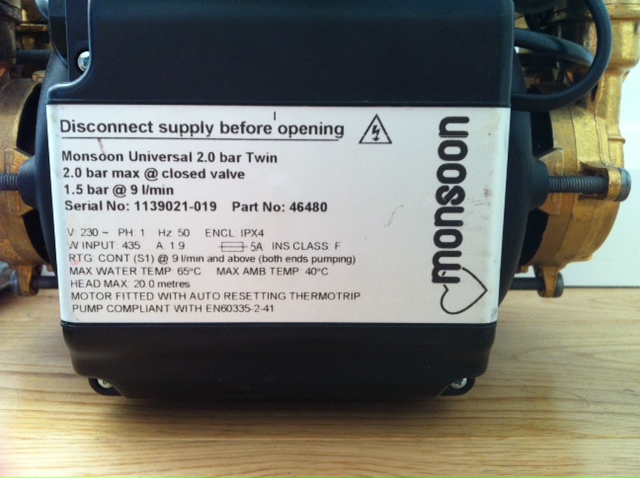 Disconnect supply before opening
Monsoon Universal 2.0 bar Twin
2.0 bar max @ closed valve
1.5 bar @ 9 l/min
Serial No: 1139021-019 Part No: 46480
V: 230 ~ PH: 1 Hz: 50 ENCL: IPX4
W INPUT: 435 A: 1.9 5A INS CLASS: F
RTG: CONT (S1) @ 9 l/min and above (both ends pumping)
MAX WATER TEMP: 65°C MAX AMB TEMP: 40°C
HEAD MAX: 20.0 metres
MOTOR FITTED WITH AUTO RESETTING THERMOTRIP
PUMP COMPLIANT WITH EN60335-2-41
monsoon